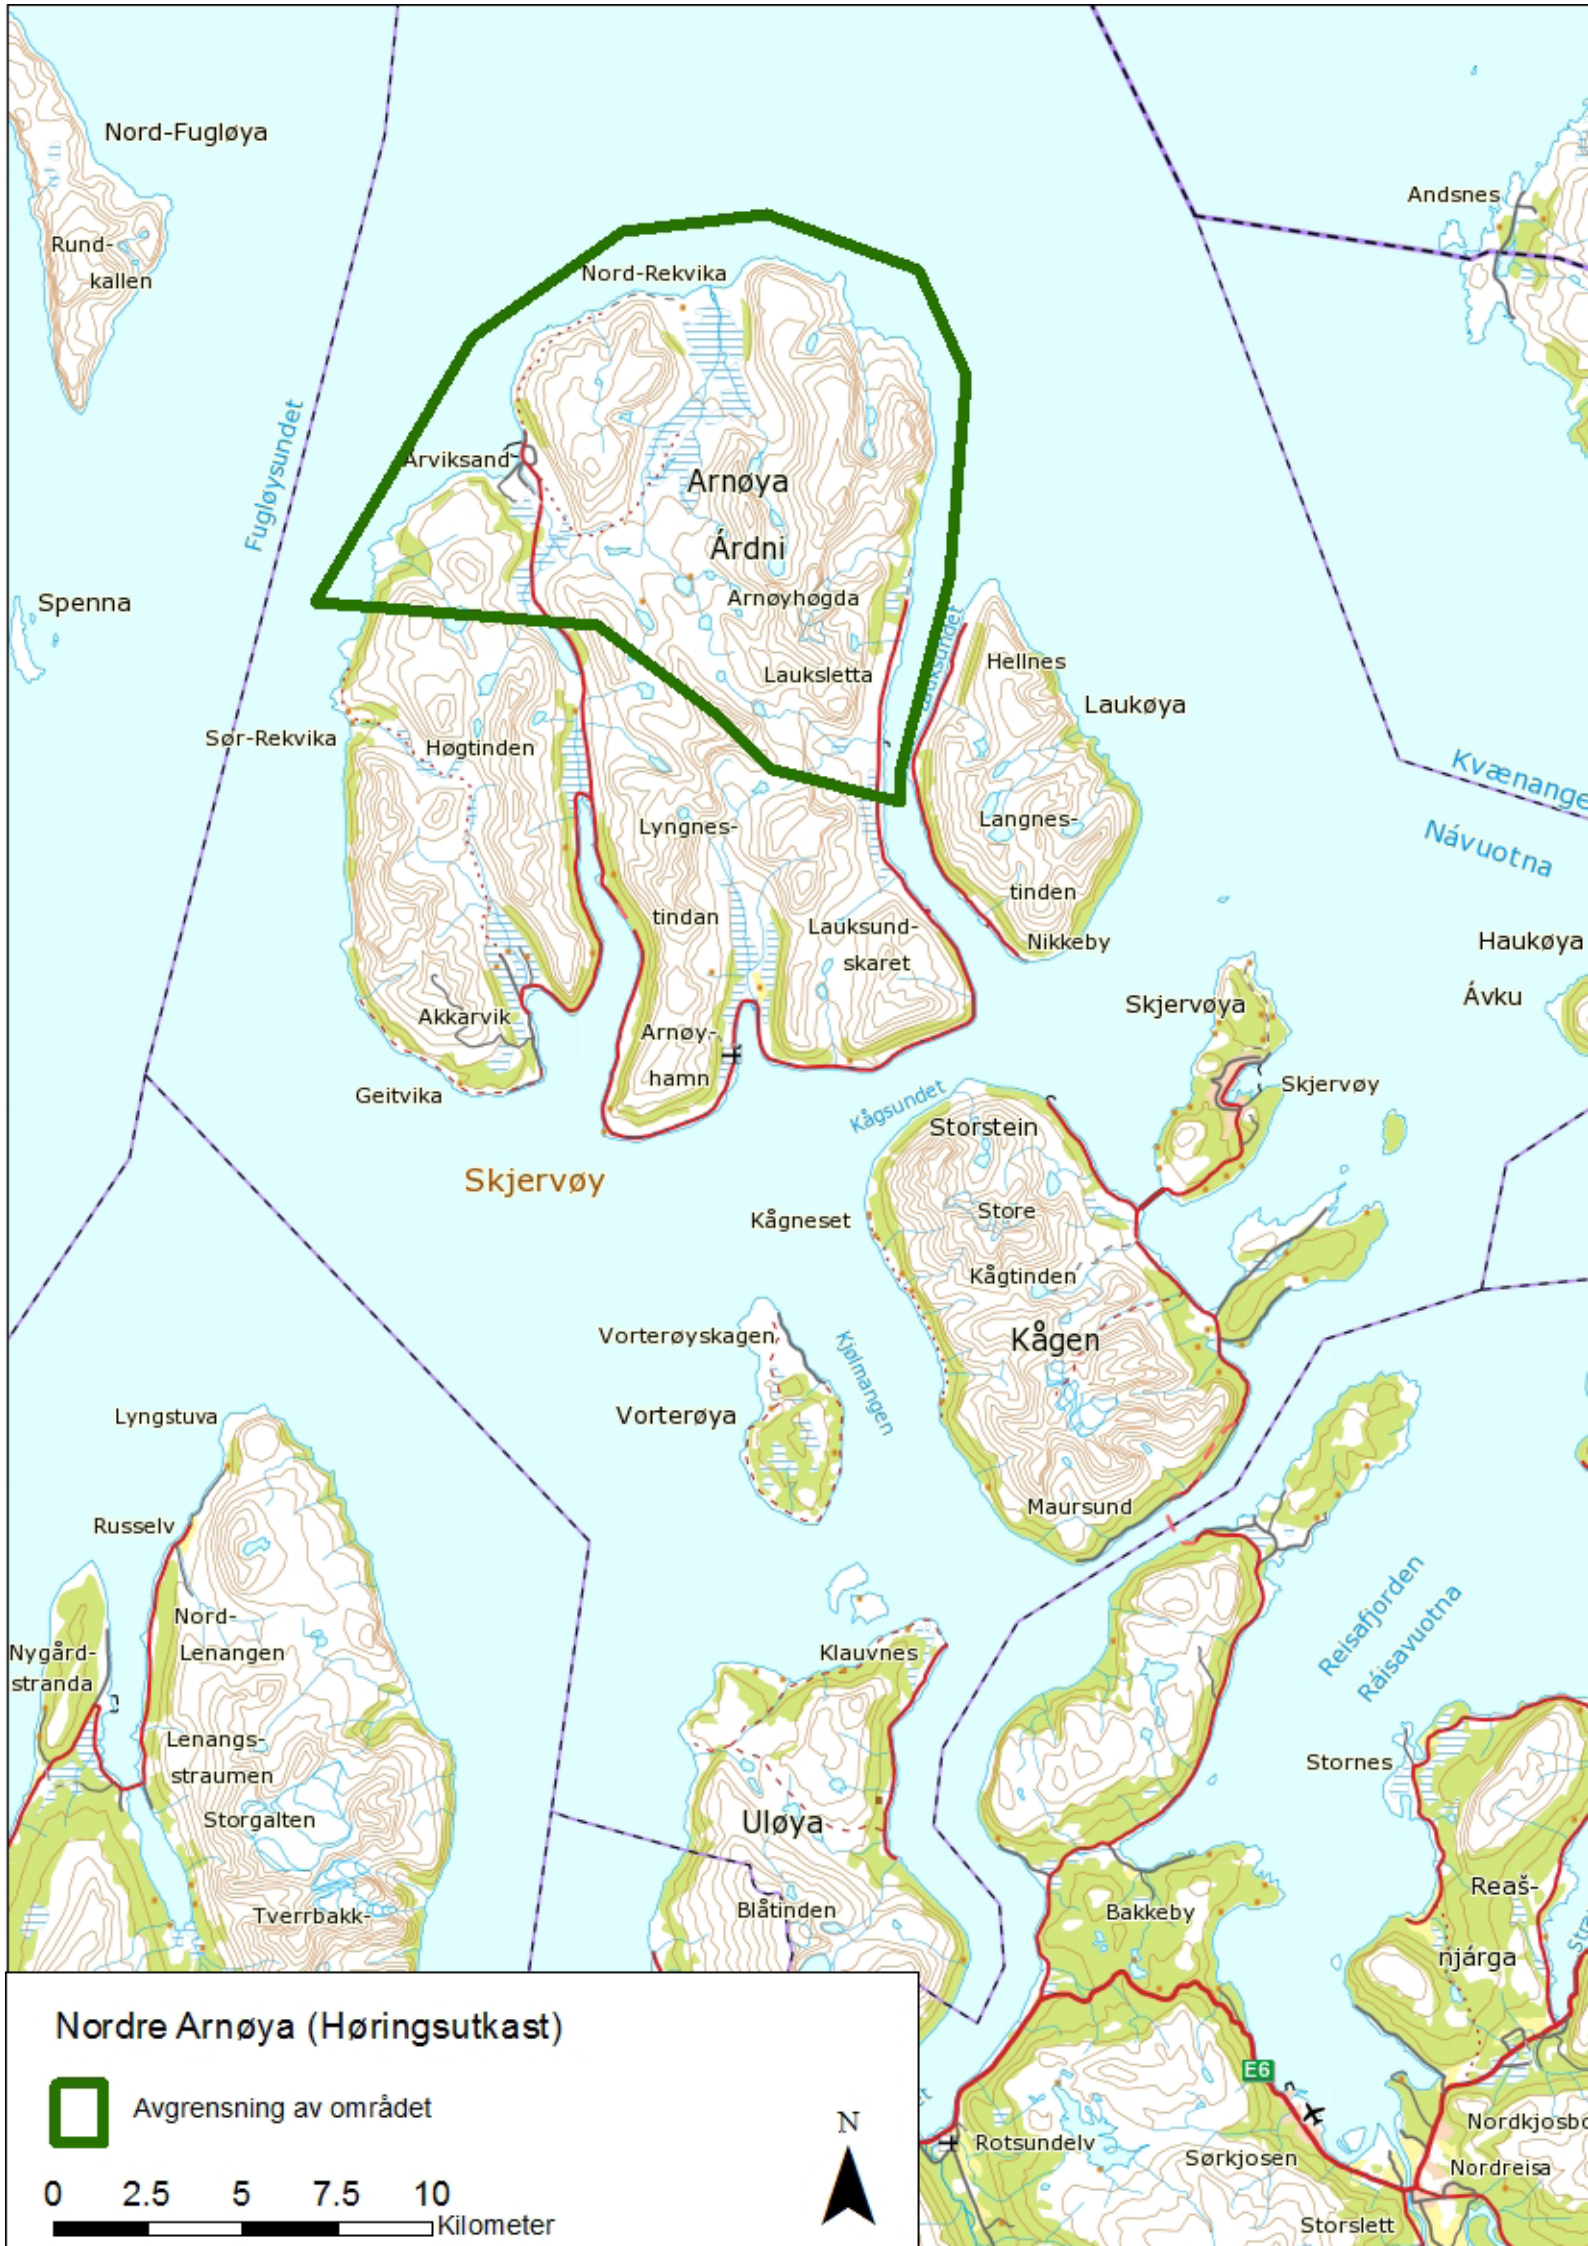 Nord-Fugløya
Rund-
kallen
Andsnes
Nord-Rekvika
Fugløysundet
Arviksand
Arnøya
Árdni
Arnøyhøgda
Lauksletta
Lauksundet
Hellnes
Laukøya
Spenna
Sør-Rekvika
Høgtinden
Lyngnes-
tindan
Langnes-
tinden
Nikkeby
Lauksund-
skaret
Návuotna
Haukøya
Ávku
Skjervøya
Skjervøy
Akkarvik
Arnøy-
hamn
Geitvika
Kågsundet
Storstein
Skjervøy
Kågneset
Store
Kågtinden
Kågen
Vorterøyskagen
Kjølmangen
Vorterøya
Maursund
Lyngstuva
Russelv
Nord-
Lenangen
Nygård-
stranda
Lenangs-
straumen
Storgalten
Tverrbakk-
Klauvnes
Reisafjorden
Ráisavuotna
Stornes
Uløya
Blåtinden
Bakkeby
Reaš-
njárga
E6
Rotsundelv
Sørkjosen
Nordreisa
Storslett
Nordre Arnøya (Høringsutkast)
Avgrensning av området
N
0 2.5 5 7.5 10
Kilometer